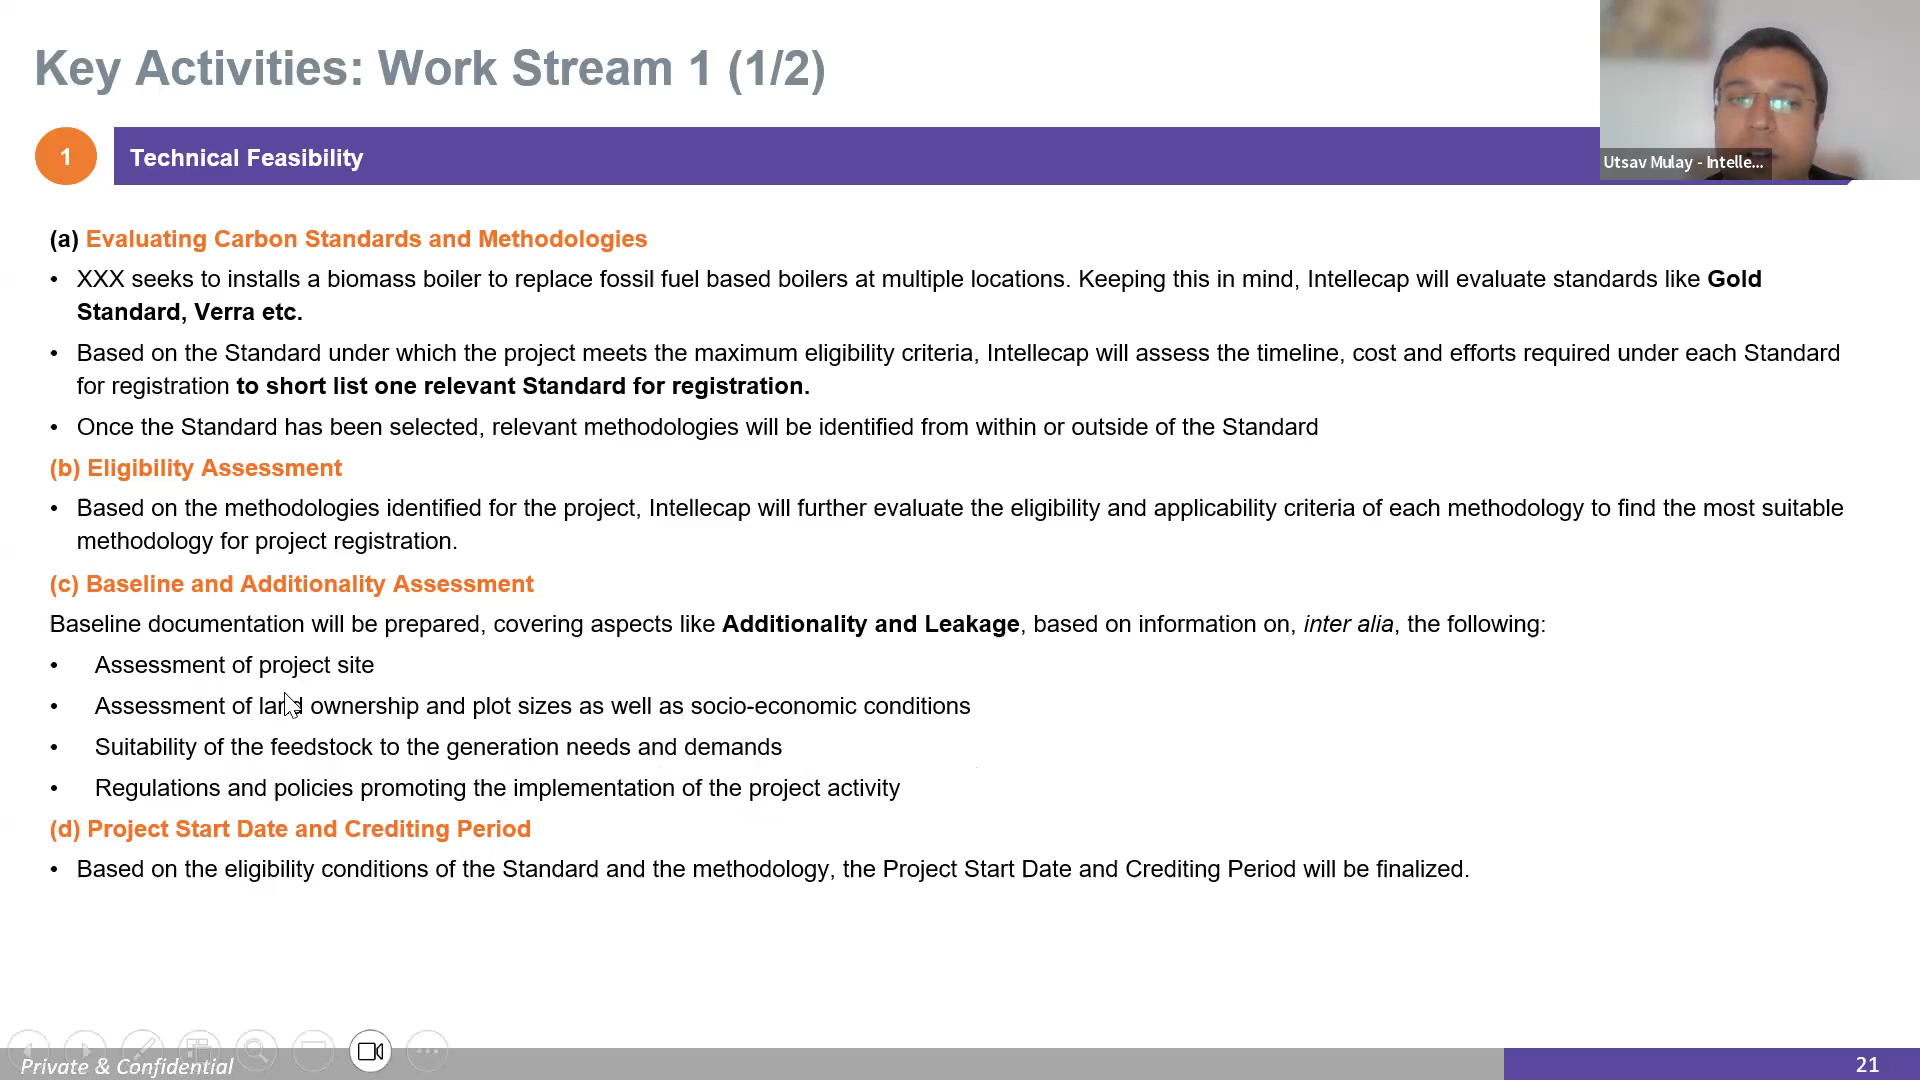 Key Activities: Work Stream 1 (1/2)
1
Technical Feasibility
Utsav Mulay - Intelle...
(a) Evaluating Carbon Standards and Methodologies
• XXX seeks to installs a biomass boiler to replace fossil fuel based boilers at multiple locations. Keeping this in mind, Intellecap will evaluate standards like Gold
Standard, Verra etc.
• Based on the Standard under which the project meets the maximum eligibility criteria, Intellecap will assess the timeline, cost and efforts required under each Standard
for registration to short list one relevant Standard for registration.
• Once the Standard has been selected, relevant methodologies will be identified from within or outside of the Standard
(b) Eligibility Assessment
• Based on the methodologies identified for the project, Intellecap will further evaluate the eligibility and applicability criteria of each methodology to find the most suitable
methodology for project registration.
(c) Baseline and Additionality Assessment
Baseline documentation will be prepared, covering aspects like Additionality and Leakage, based on information on, inter alia, the following:
• Assessment of project site
• Assessment of land ownership and plot sizes as well as socio-economic conditions
• Suitability of the feedstock to the generation needs and demands
• Regulations and policies promoting the implementation of the project activity
(d) Project Start Date and Crediting Period
• Based on the eligibility conditions of the Standard and the methodology, the Project Start Date and Crediting Period will be finalized.
Private & Confidential
21